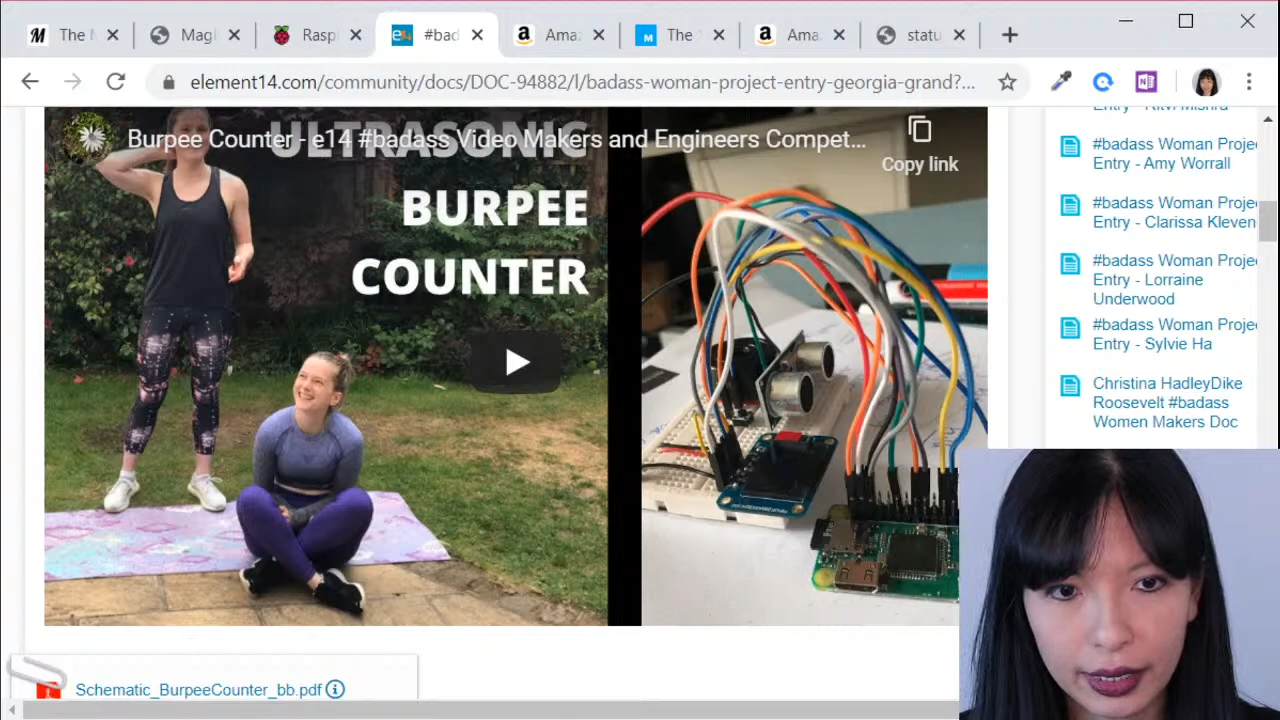 The
Magi
Rasp
#bad
Ama
The
Ama
statu
element14.com/community/docs/DOC-94882/l/badass-woman-project-entry-georgia-grand?...
ULTRASONIC
Burpee Counter - e14 #badass Video Makers and Engineers Compet...
Copy link
BURPEE
COUNTER
Entry - Ritvi Mishra
#badass Woman Proje
Entry - Amy Worrall
#badass Woman Proje
Entry - Clarissa Kleven
#badass Woman Proje
Entry - Lorraine
Underwood
#badass Woman Proje
Entry - Sylvie Ha
Christina HadleyDike
Roosevelt #badass
Women Makers Doc
Schematic_BurpeeCounter_bb.pdf